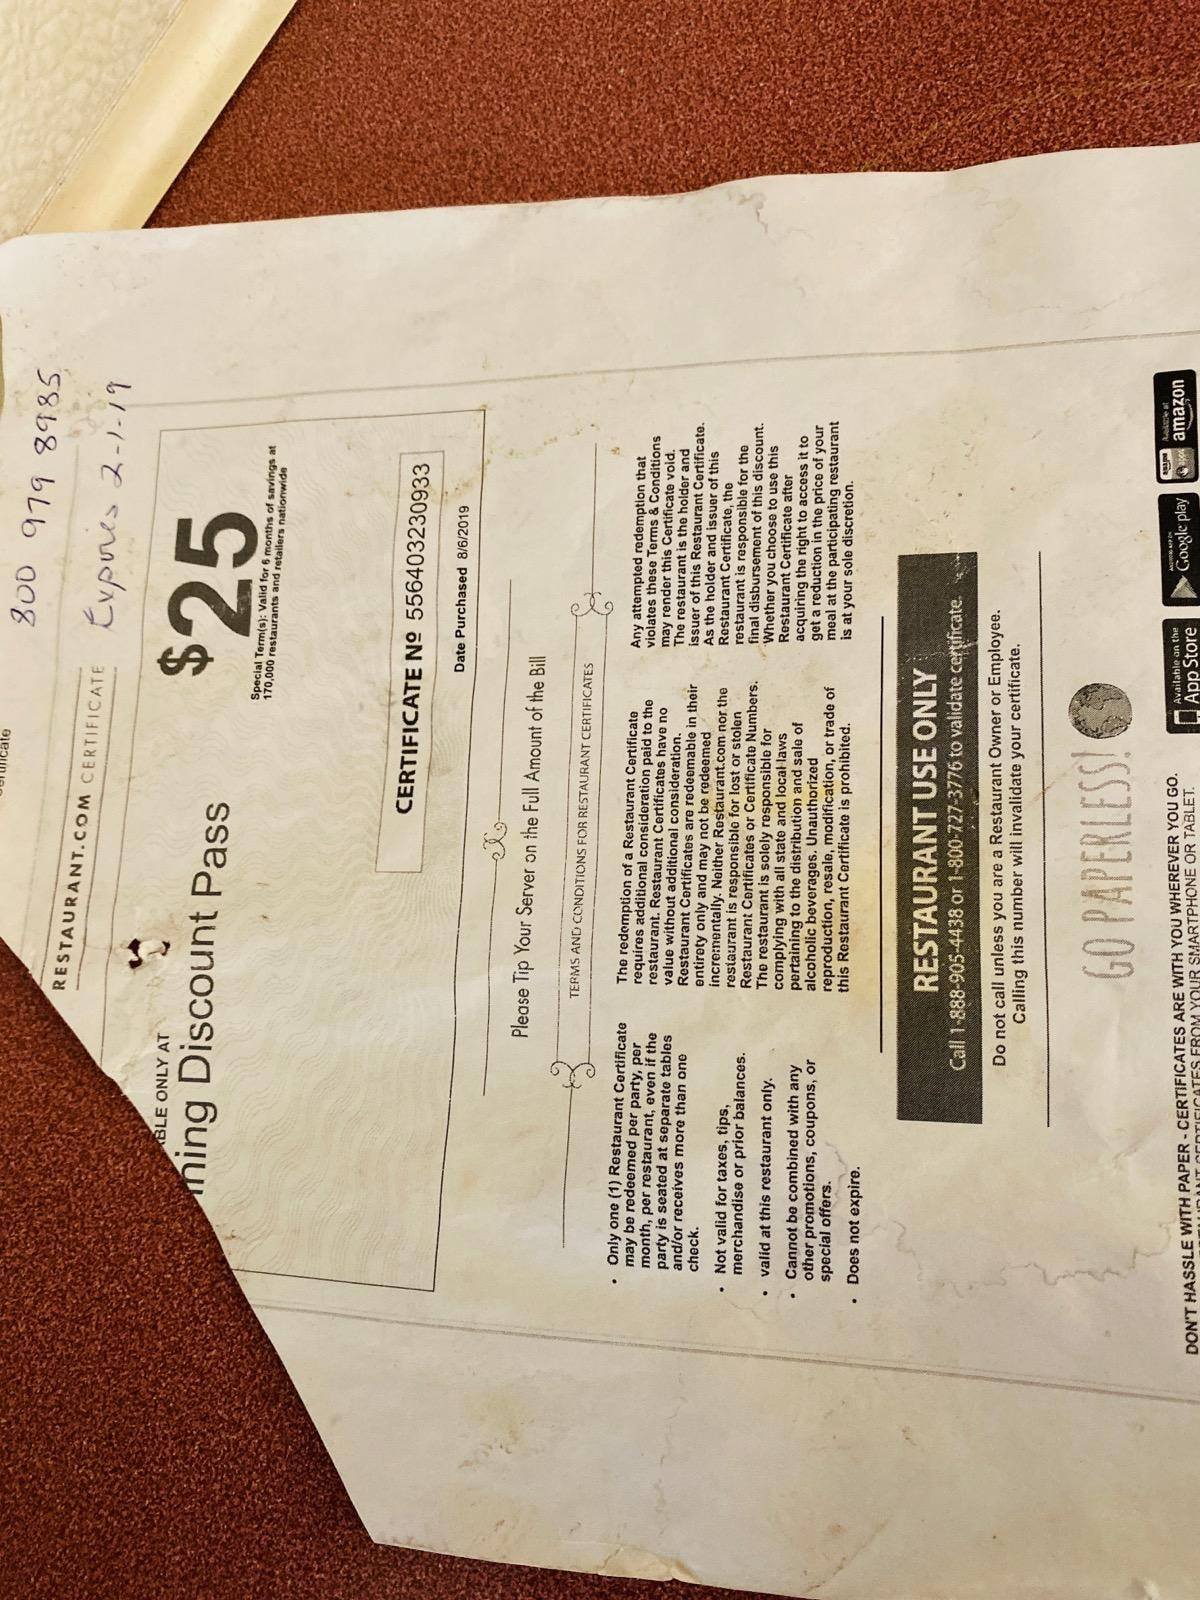 800 979 8985
RESTAURANT.COM CERTIFICATE
Expires 2-1-19
BLE ONLY AT
ning Discount Pass
$25
Special Term(s): Valid for 6 months of savings at
170,000 restaurants and retailers nationwide
CERTIFICATE Nº 556403230933
Date Purchased 8/6/2019
Please Tip Your Server on the Full Amount of the Bill
TERMS AND CONDITIONS FOR RESTAURANT CERTIFICATES
• Only one (1) Restaurant Certificate
may be redeemed per party, per
month, per restaurant, even if the
party is seated at separate tables
and/or receives more than one
check.
• Not valid for taxes, tips,
merchandise or prior balances.
• valid at this restaurant only.
• Cannot be combined with any
other promotions, coupons, or
special offers.
• Does not expire.
The redemption of a Restaurant Certificate
requires additional consideration paid to the
restaurant. Restaurant Certificates have no
value without additional consideration.
Restaurant Certificates are redeemable in their
entirety only and may not be redeemed
incrementally. Neither Restaurant.com nor the
restaurant is responsible for lost or stolen
Restaurant Certificates or Certificate Numbers.
The restaurant is solely responsible for
complying with all state and local laws
pertaining to the distribution and sale of
alcoholic beverages. Unauthorized
reproduction, resale, modification, or trade of
this Restaurant Certificate is prohibited.
Any attempted redemption that
violates these Terms & Conditions
may render this Certificate void.
The restaurant is the holder and
issuer of this Restaurant Certificate.
As the holder and issuer of this
Restaurant Certificate, the
restaurant is responsible for the
final disbursement of this discount.
Whether you choose to use this
Restaurant Certificate after
acquiring the right to access it to
get a reduction in the price of your
meal at the participating restaurant
is at your sole discretion.
RESTAURANT USE ONLY
Call 1-888-905-4438 or 1-800-727-3776 to validate certificate.
Do not call unless you are a Restaurant Owner or Employee.
Calling this number will invalidate your certificate.
GO PAPERLESS!
DON'T HASSLE WITH PAPER - CERTIFICATES ARE WITH YOU WHEREVER YOU GO.
CERTIFICATES FROM YOUR SMARTPHONE OR TABLET.
Available on the
App Store
Google play
Available at
amazon